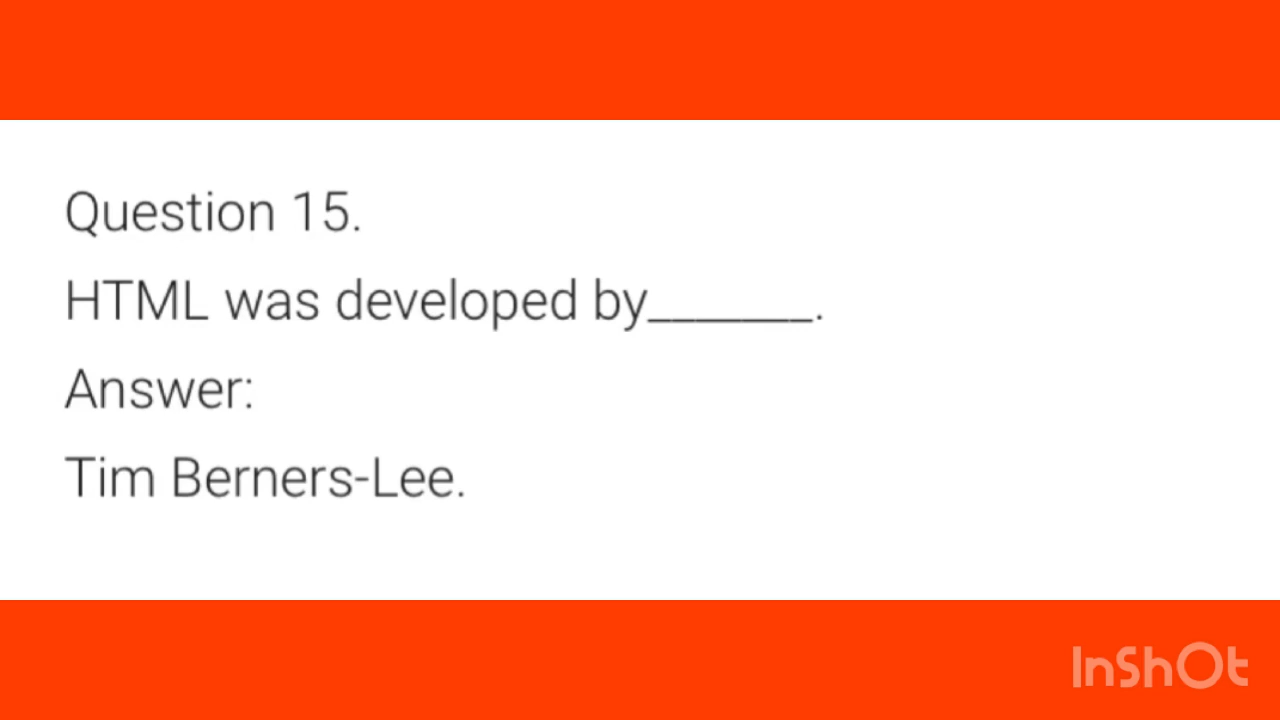 Question 15.
HTML was developed by_______.
Answer:
Tim Berners-Lee.
InShOt